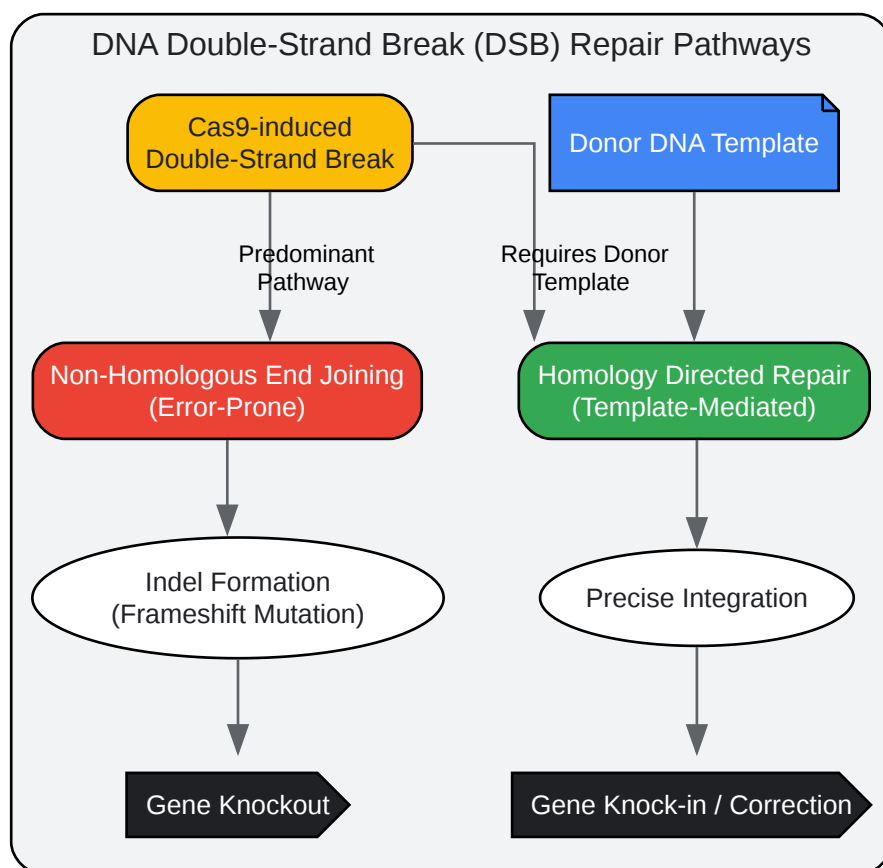 DNA Double-Strand Break (DSB) Repair Pathways
Cas9-induced
Double-Strand Break
Donor DNA Template
Predominant
Pathway
Requires Donor
Template
Non-Homologous End Joining
(Error-Prone)
Homology Directed Repair
(Template-Mediated)
Indel Formation
(Frameshift Mutation)
Precise Integration
Gene Knockout
Gene Knock-in / Correction